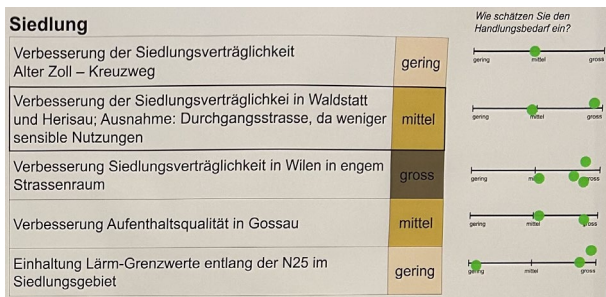 Siedlung
Wie schätzen Sie den
Handlungsbedarf ein?
Verbesserung der Siedlungsverträglichkeit
Alter Zoll – Kreuzweg
gering
gering mittel gross
Verbesserung der Siedlungsverträglichkei in Waldstatt
und Herisau; Ausnahme: Durchgangsstrasse, da weniger
sensible Nutzungen
mittel
gering mittel gross
Verbesserung Siedlungsverträglichkeit in Wilen in engem
Strassenraum
gross
gering
Verbesserung Aufenthaltsqualität in Gossau
mittel
gering mittel
Einhaltung Lärm-Grenzwerte entlang der N25 im
Siedlungsgebiet
gering
gering mittel gross